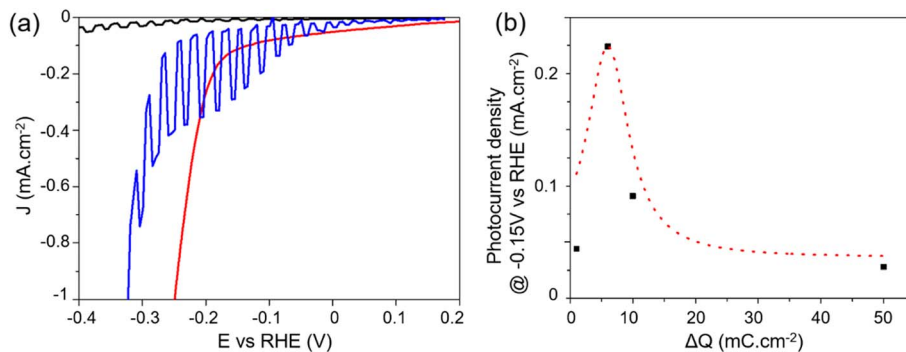 (a)
0
-0.2
-0.4
-0.6
-0.8
-1
J (mA.cm-2)
-0.4 -0.3 -0.2 -0.1 0 0.1 0.2
E vs RHE (V)
(b)
0.2
0.1
0
Photocurrent density
@ -0.15V vs RHE (mA.cm-2)
0 10 20 30 40 50
ΔQ (mC.cm-2)